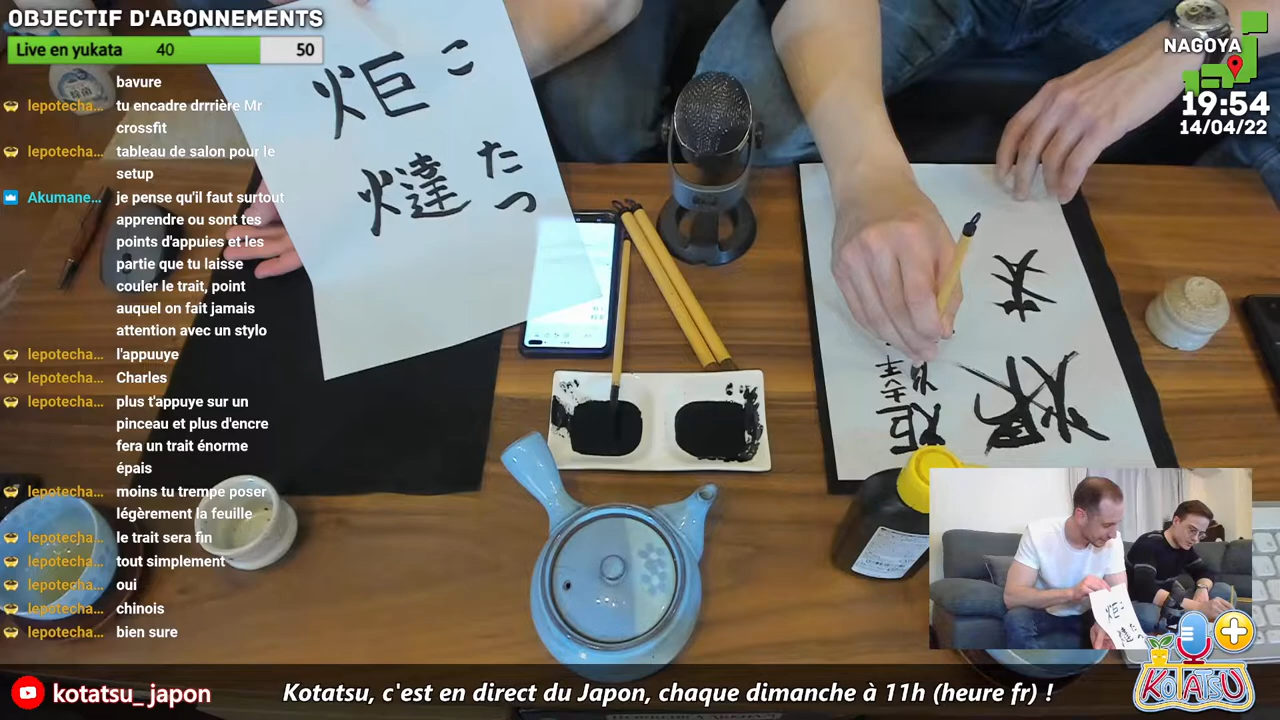 OBJECTIF D'ABONNEMENTS
Live en yukata 40 50
bavure
lepotecha... tu encadre drrrière Mr
crossfit
lepotecha... tableau de salon pour le
setup
Akumane... je pense qu'il faut surtout
apprendre ou sont tes
points d'appuies et les
partie que tu laisse
couler le trait, point
auquel on fait jamais
attention avec un stylo
lepotecha... l'appuuye
lepotecha... Charles
lepotecha... plus t'appuye sur un
pinceau et plus d'encre
fera un trait énorme
épais
lepotecha... moins tu trempe poser
légèrement la feuille
lepotecha... le trait sera fin
lepotecha... tout simplement
lepotecha... oui
lepotecha... chinois
lepotecha... bien sure
炬こ
燵たつ
NAGOYA
19:54
14/04/22
炬
KOTATSU
kotatsu_japon
Kotatsu, c'est en direct du Japon, chaque dimanche à 11h (heure fr) !